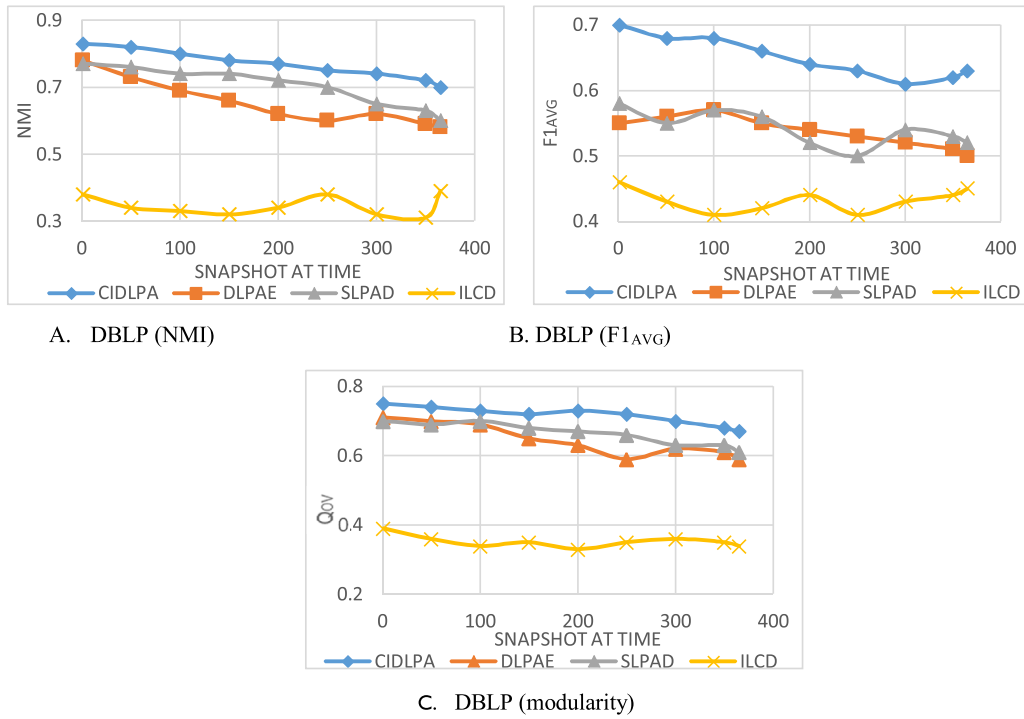 0.9
0.7
0.5
0.3
NMI
0 100 200 300 400
SNAPSHOT AT TIME
CIDLPA DLPAE SLPAD ILCD
A. DBLP (NMI)
0.7
0.6
0.5
0.4
F1AVG
0 100 200 300 400
SNAPSHOT AT TIME
CIDLPA DLPAE SLPAD ILCD
B. DBLP (F1AVG)
0.8
0.6
0.4
0.2
Q0V
0 100 200 300 400
SNAPSHOT AT TIME
CIDLPA DLPAE SLPAD ILCD
C. DBLP (modularity)